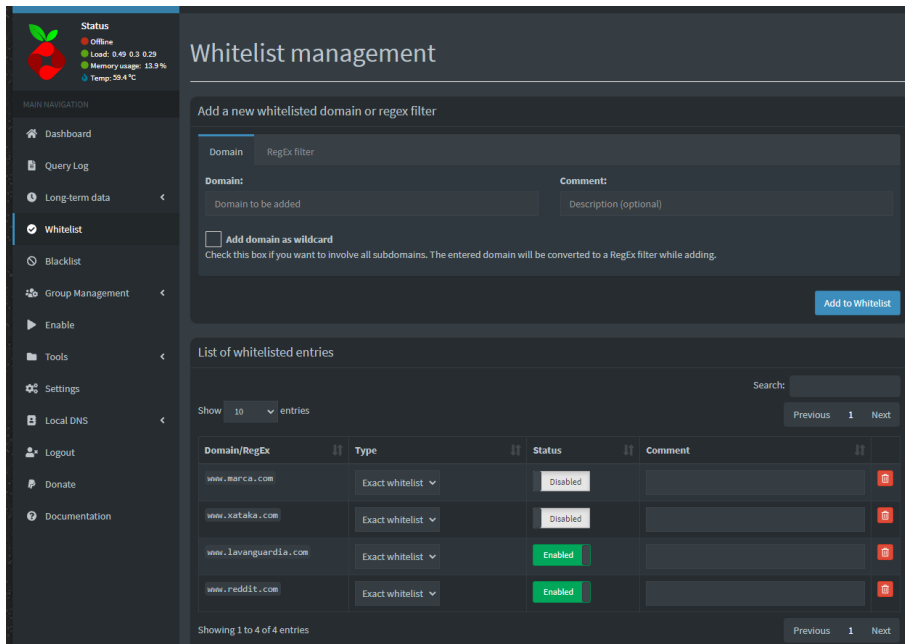 Status
Offline
Load: 0.49 0.3 0.29
Memory usage: 13.9 %
Temp: 59.4 °C
MAIN NAVIGATION
Dashboard
Query Log
Long-term data
Whitelist
Blacklist
Group Management
Enable
Tools
Settings
Local DNS
Logout
Donate
Documentation
Whitelist management
Add a new whitelisted domain or regex filter
Domain RegEx filter
Domain: Comment:
Domain to be added Description (optional)
Add domain as wildcard
Check this box if you want to involve all subdomains. The entered domain will be converted to a RegEx filter while adding.
Add to Whitelist
List of whitelisted entries
Search:
Show 10 entries Previous 1 Next
Domain/RegEx Type Status Comment
www.marca.com Exact whitelist Disabled
www.xataka.com Exact whitelist Disabled
www.lavanguardia.com Exact whitelist Enabled
www.reddit.com Exact whitelist Enabled
Showing 1 to 4 of 4 entries Previous 1 Next